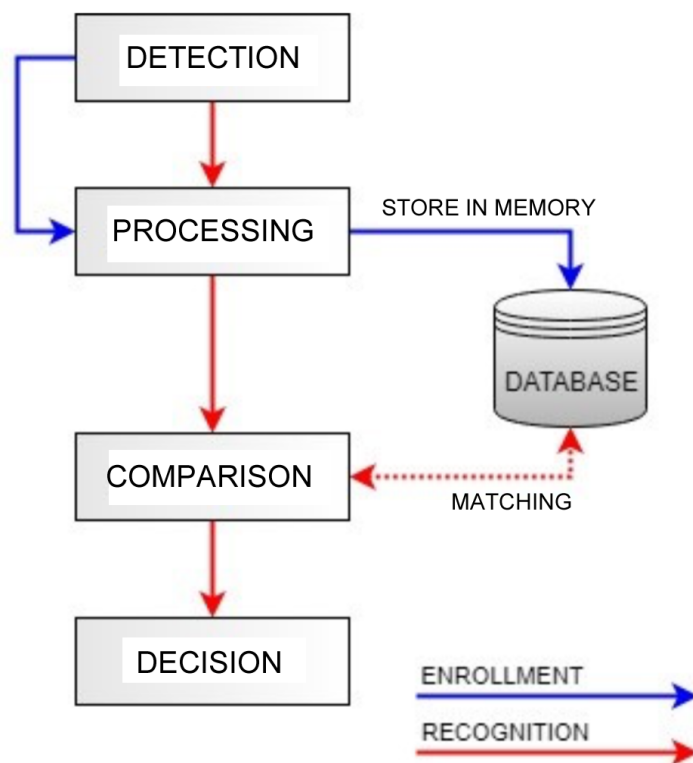 DETECTION
PROCESSING
STORE IN MEMORY
DATABASE
COMPARISON
MATCHING
DECISION
ENROLLMENT
RECOGNITION